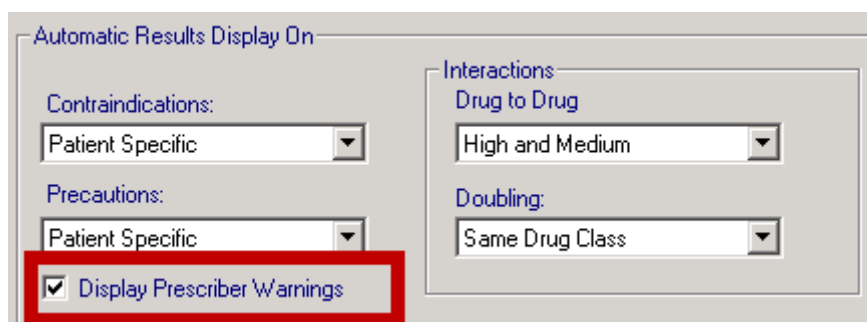 Automatic Results Display On
Contraindications:
Patient Specific
Precautions:
Patient Specific
Display Prescriber Warnings
Interactions
Drug to Drug
High and Medium
Doubling:
Same Drug Class